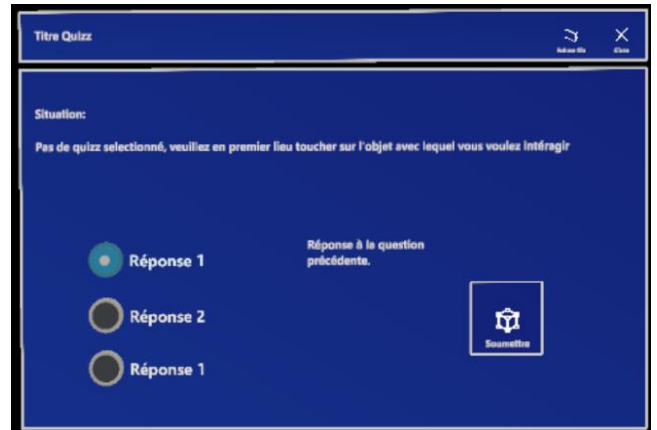 Titre Quizz
Close
Situation:
Pas de quizz selectionné, veuillez en premier lieu toucher sur l'objet avec lequel vous voulez intéragir
Réponse à la question
précédente.
Réponse 1
Réponse 2
Soumettre
Réponse 1